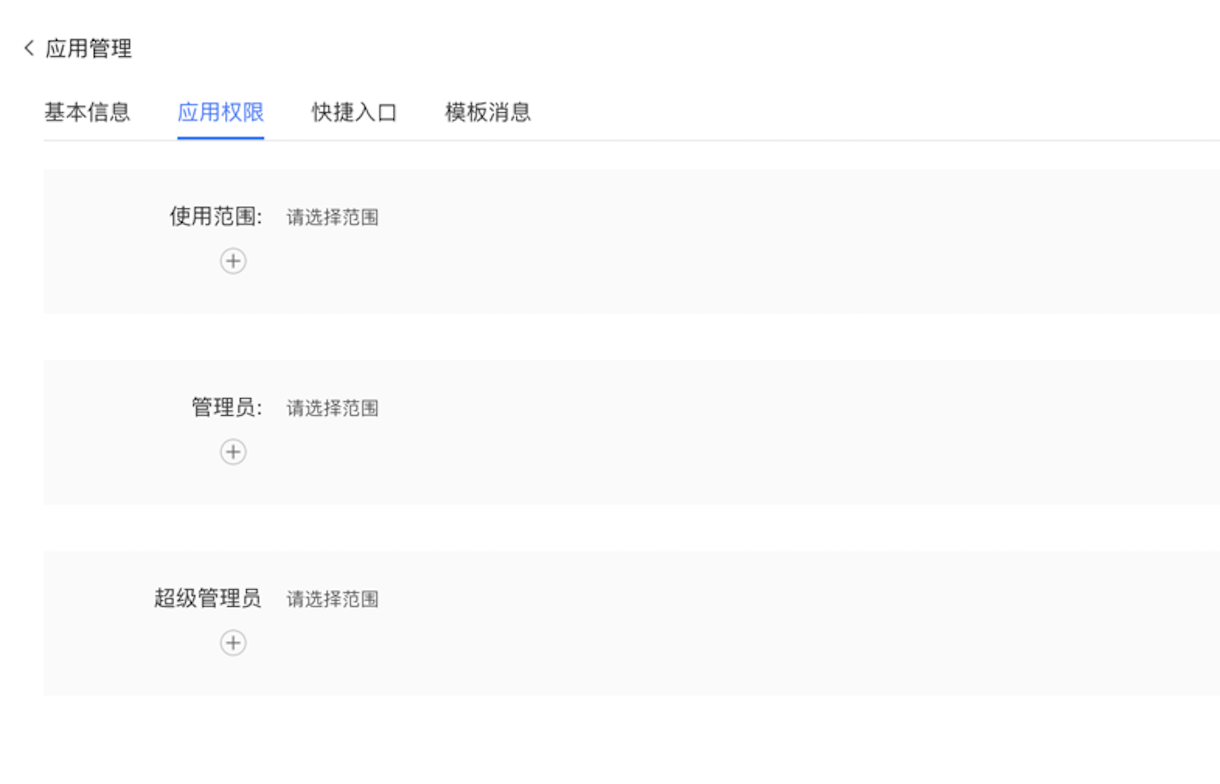 应用管理
基本信息 应用权限 快捷入口 模板消息
使用范围: 请选择范围
管理员: 请选择范围
超级管理员 请选择范围